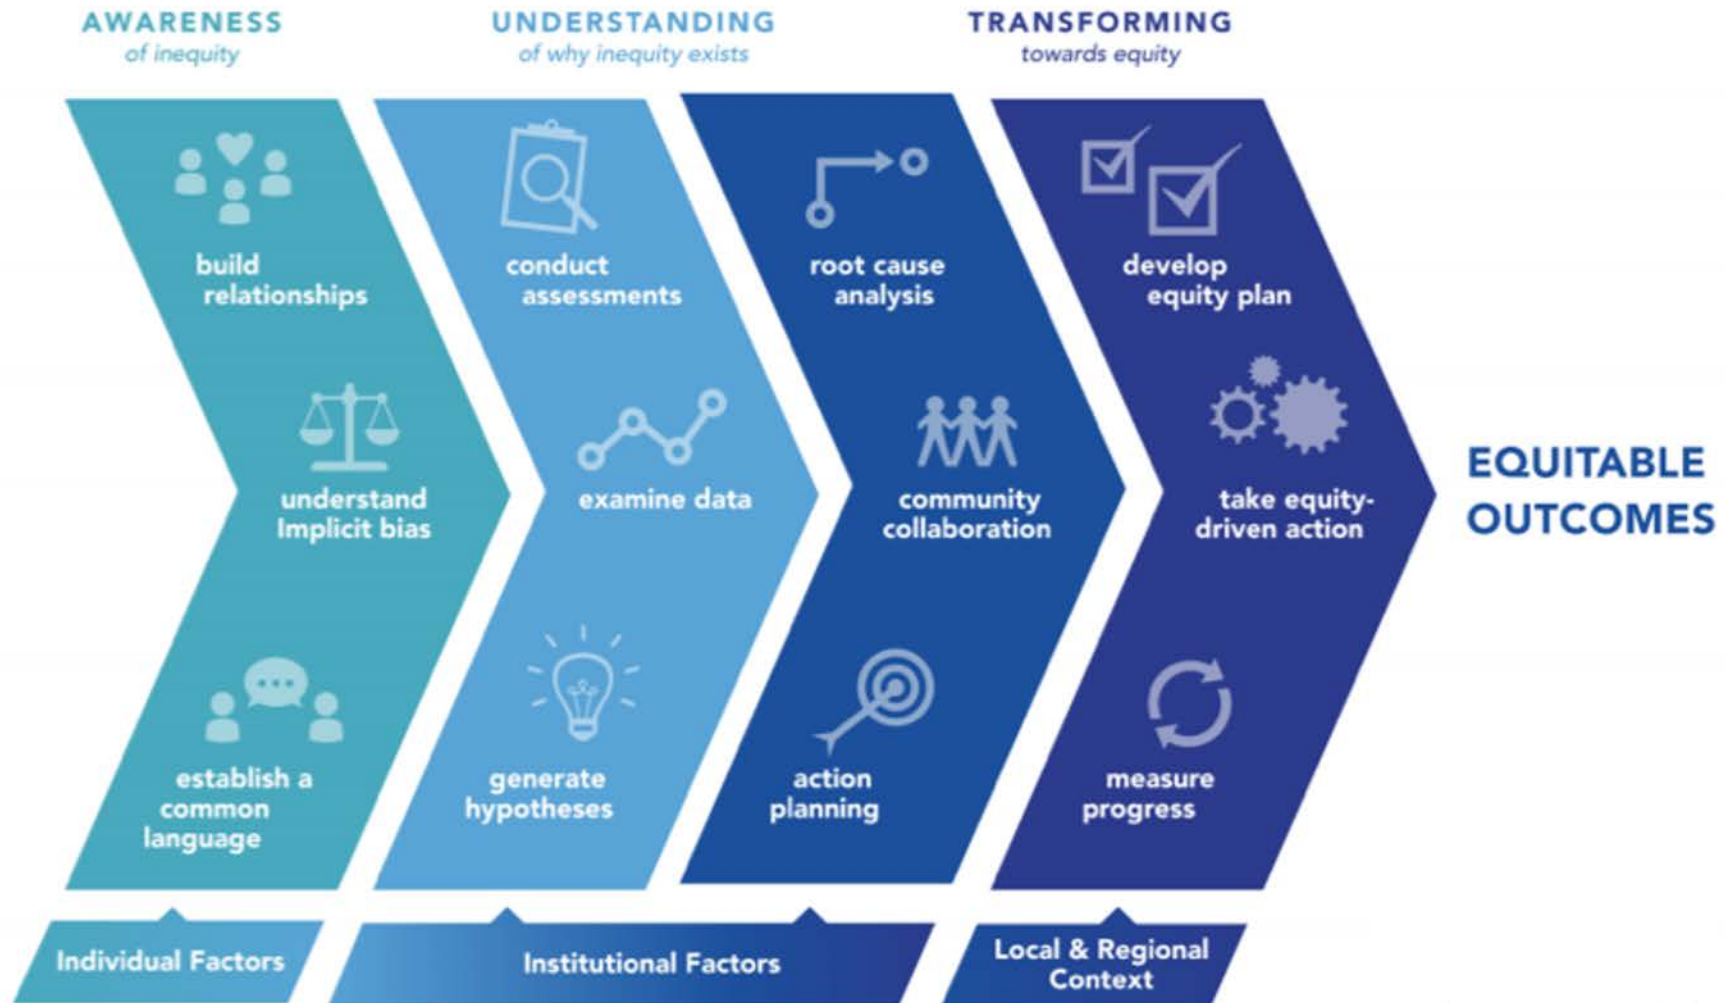 AWARENESS
of inequity
UNDERSTANDING
of why inequity exists
TRANSFORMING
towards equity
build
relationships
understand
Implicit bias
establish a
common
language
conduct
assessments
examine data
generate
hypotheses
root cause
analysis
community
collaboration
action
planning
develop
equity plan
take equity-
driven action
measure
progress
EQUITABLE
OUTCOMES
Individual Factors
Institutional Factors
Local & Regional
Context